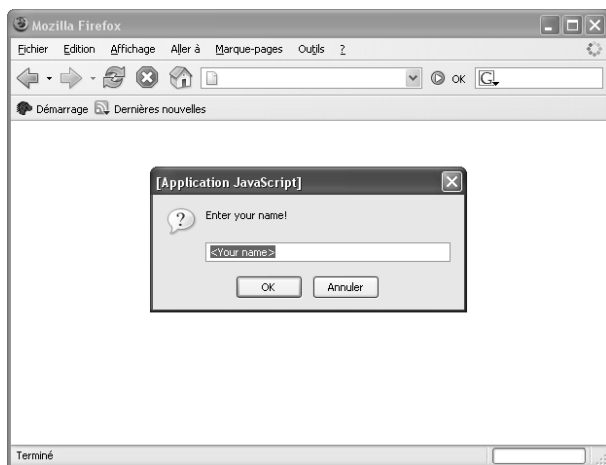 Mozilla Firefox
Fichier Edition Affichage Aller à Marque-pages Outils ?
OK G
Démarrage Dernières nouvelles
[Application JavaScript]
Enter your name!
<Your name>
OK Annuler
Terminé